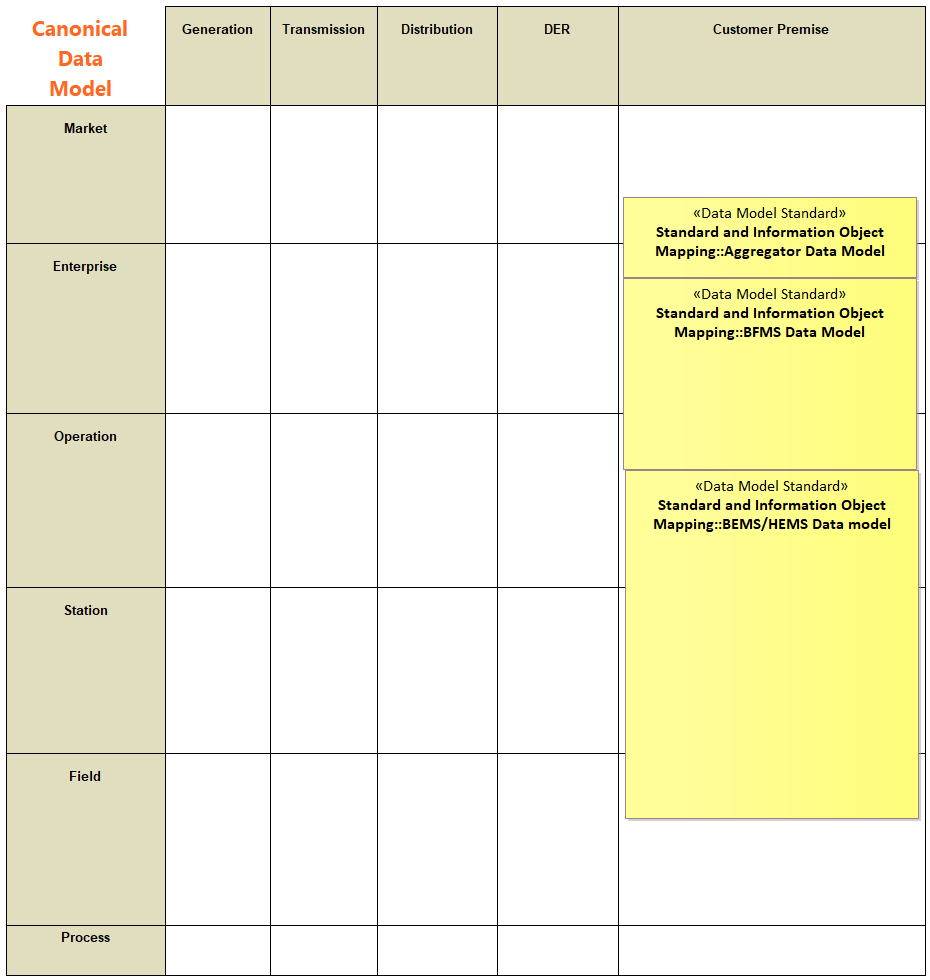 Canonical
Data
Model
Generation
Transmission
Distribution
DER
Customer Premise
Market
«Data Model Standard»
Standard and Information Object
Mapping::Aggregator Data Model
Enterprise
«Data Model Standard»
Standard and Information Object
Mapping::BFMS Data Model
Operation
«Data Model Standard»
Standard and Information Object
Mapping::BEMS/HEMS Data model
Station
Field
Process